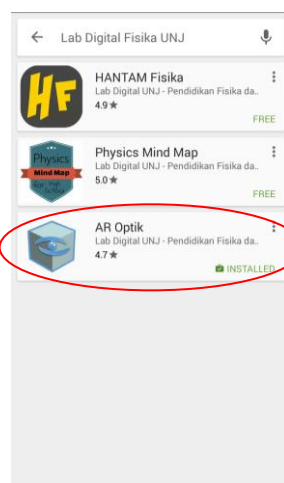 Lab Digital Fisika UNJ
HF
HANTAM Fisika
Lab Digital UNJ - Pendidikan Fisika da..
4.9★
FREE
Physics
Mind Map
Physics Mind Map
Lab Digital UNJ - Pendidikan Fisika da..
5.0★
FREE
AR Optik
Lab Digital UNJ - Pendidikan Fisika da..
4.7★
INSTALLED